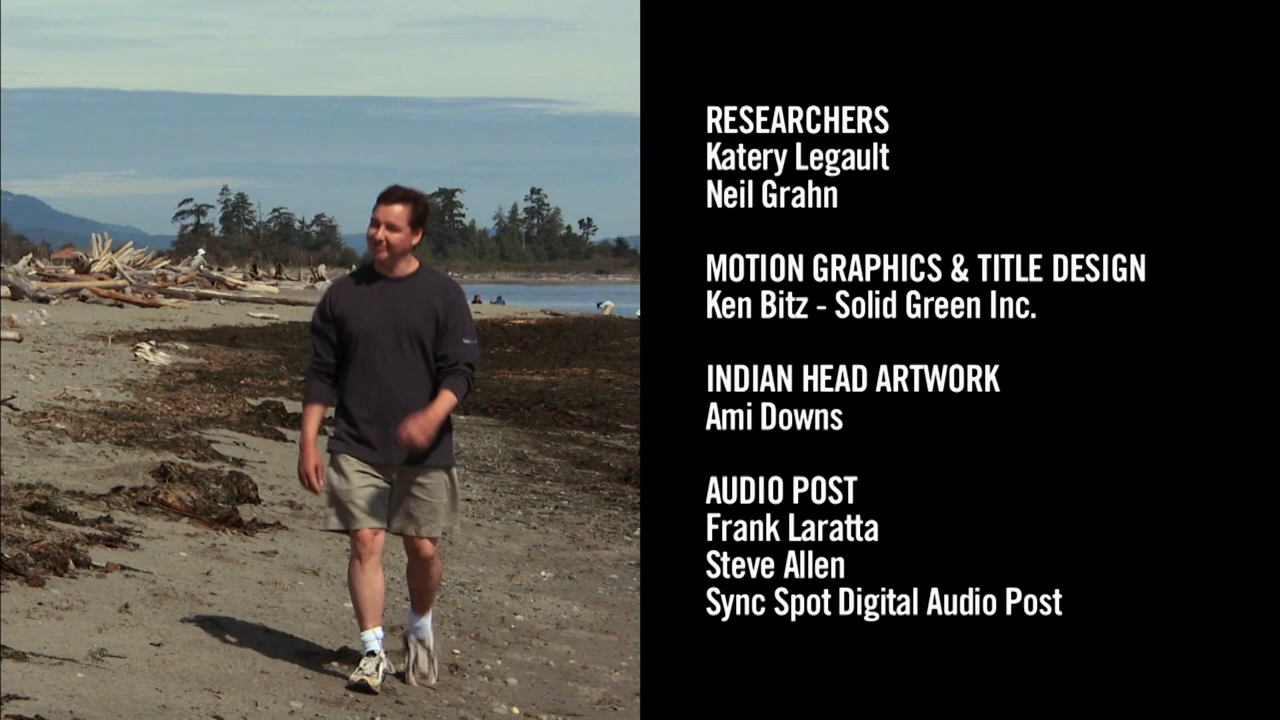 RESEARCHERS
Katery Legault
Neil Grahn
MOTION GRAPHICS & TITLE DESIGN
Ken Bitz - Solid Green Inc.
INDIAN HEAD ARTWORK
Ami Downs
AUDIO POST
Frank Laratta
Steve Allen
Sync Spot Digital Audio Post